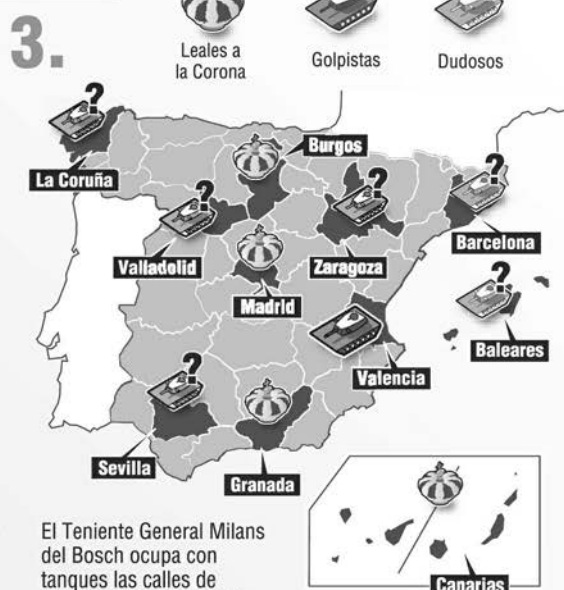 3.
Leales a
la Corona
Golpistas
Dudosos
?
La Coruña
Burgos
?
Valladolid
?
Zaragoza
?
Barcelona
Madrid
?
Baleares
Valencia
?
Sevilla
Granada
El Teniente General Milans
del Bosch ocupa con
tanques las calles de
Canarias